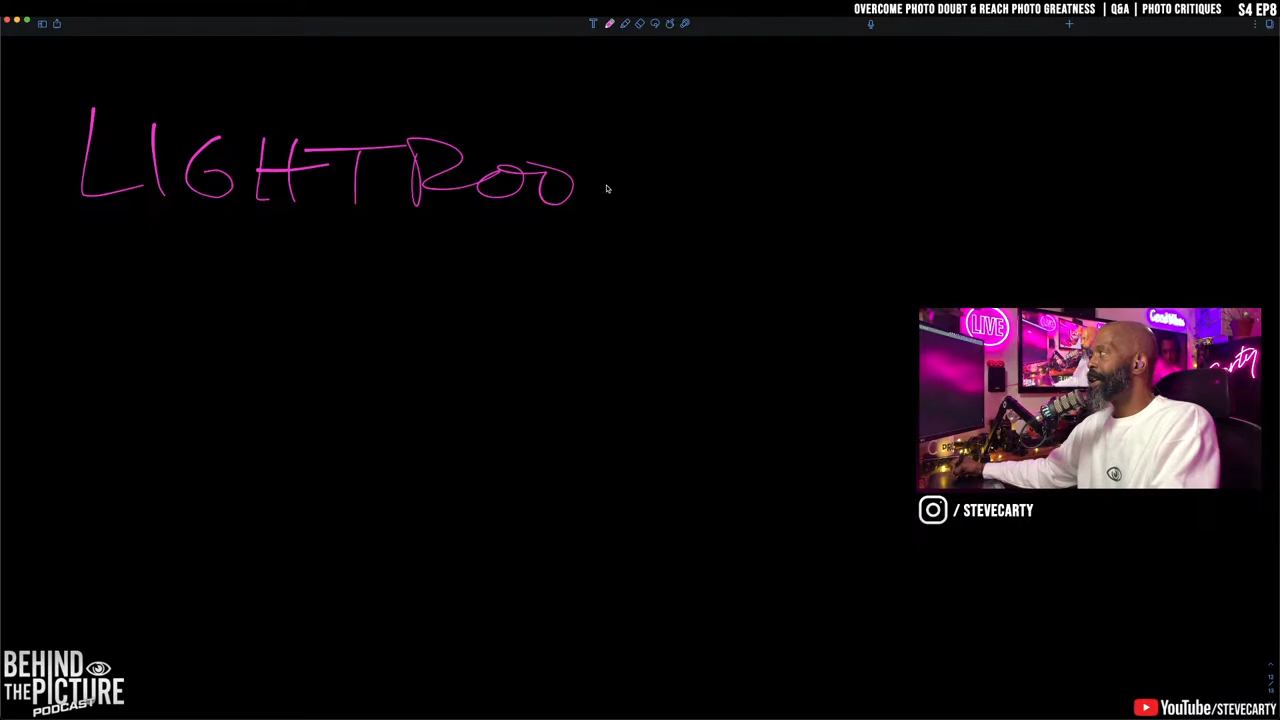 OVERCOME PHOTO DOUBT & REACH PHOTO GREATNESS | Q&A | PHOTO CRITIQUES S4 EP8
LIGHTROO
LIVE
/ STEVECARTY
BEHIND
THE PICTURE
PODCAST
YouTube/STEVECARTY